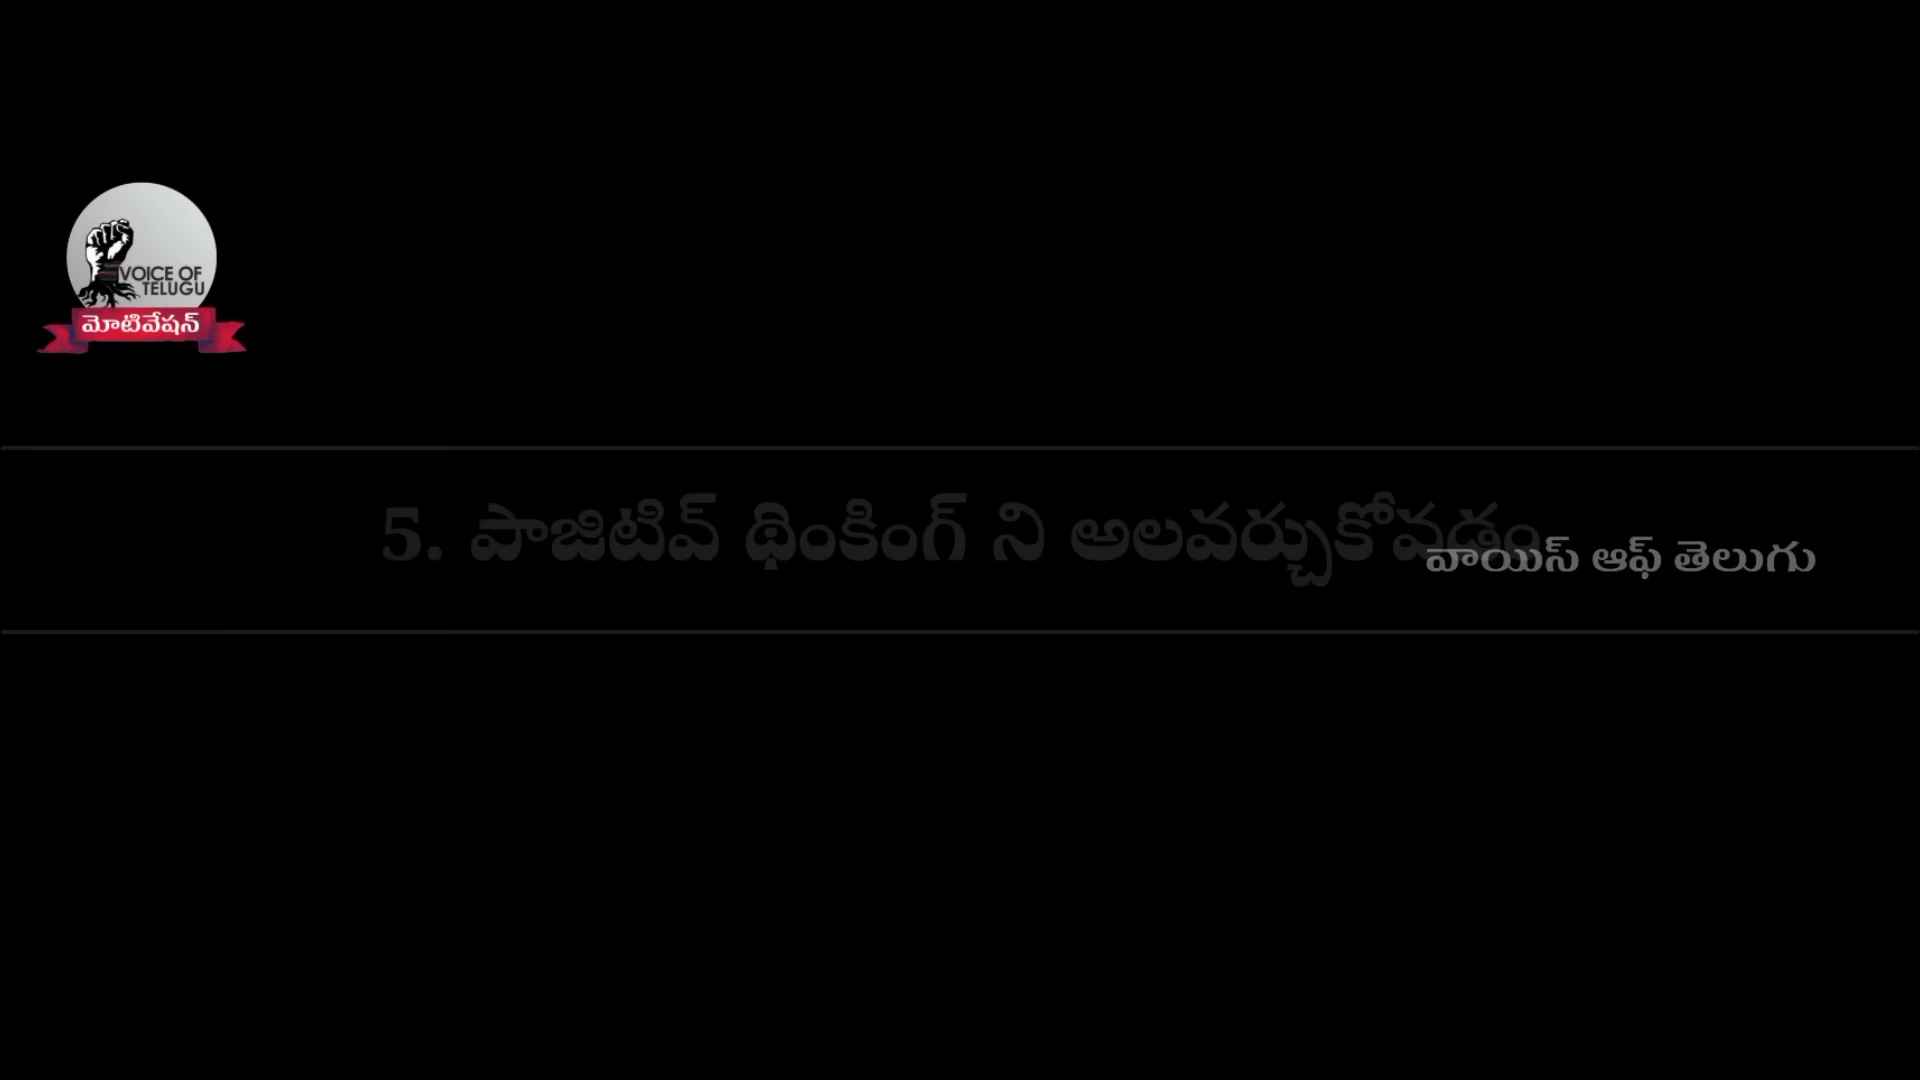 VOICE OF
TELUGU
మోటివేషన్
5. పాజిటివ్ థింకింగ్ ని అలవర్చుకోవడం
వాయిస్ ఆఫ్ తెలుగు